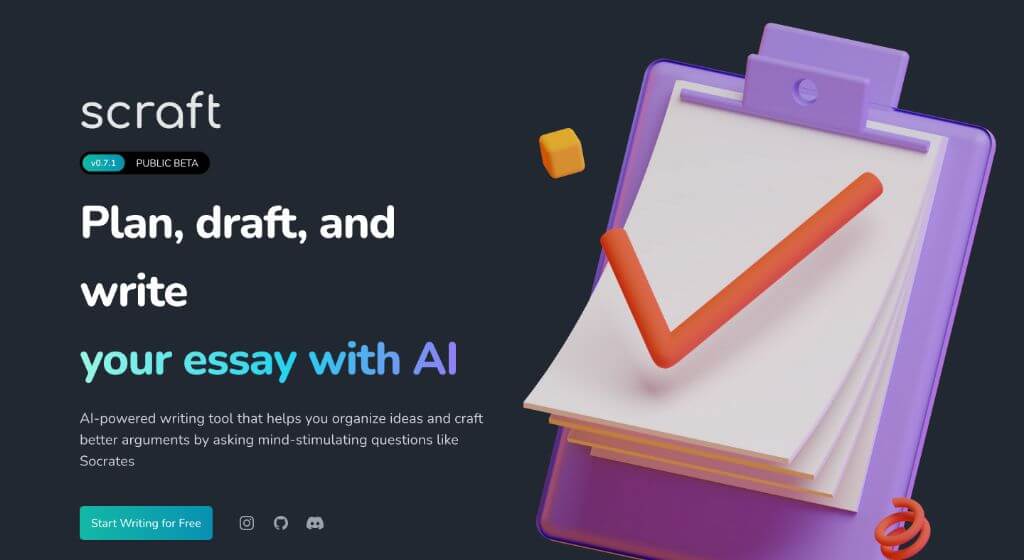 scraft
v0.7.1 PUBLIC BETA
Plan, draft, and
write
your essay with AI
AI-powered writing tool that helps you organize ideas and craft
better arguments by asking mind-stimulating questions like
Socrates
Start Writing for Free